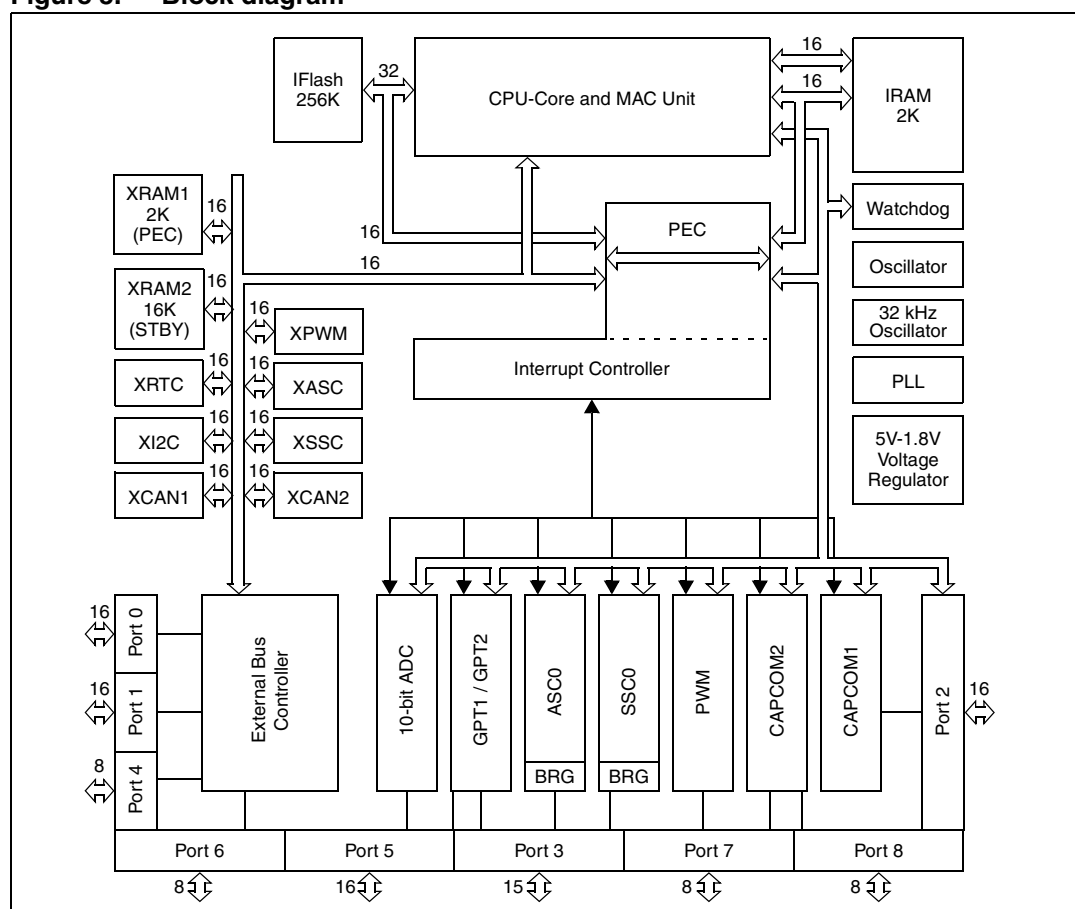 Figure
Block diagram
IFlash
256K
32
CPU-Core and MAC Unit
16
16
IRAM
2K
XRAM1
2K
(PEC)
16
16
16
PEC
Watchdog
Oscillator
32 kHz
Oscillator
PLL
5V-1.8V
Voltage
Regulator
XRAM2
16K
(STBY)
16
16
XPWM
Interrupt Controller
XRTC
16
16
XASC
XI2C
16
16
XSSC
XCAN1
16
16
XCAN2
16
Port 0
16
Port 1
8
Port 4
External Bus
Controller
10-bit ADC
GPT1 / GPT2
ASC0
BRG
SSC0
BRG
PWM
CAPCOM2
CAPCOM1
Port 2
16
Port 6
Port 5
Port 3
Port 7
Port 8
8
16
15
8
8